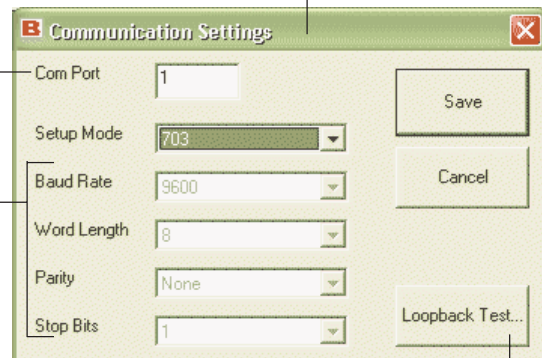 B Communication Settings
Com Port 1
Save
Setup Mode 703
Baud Rate 9600
Cancel
Word Length 8
Parity None
Stop Bits 1
Loopback Test...